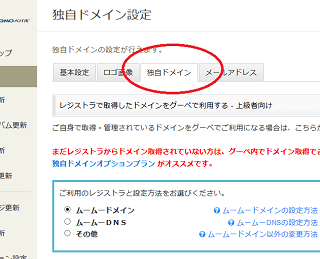 独自ドメイン設定
独自ドメインの設定が行えます。
基本設定
ロゴ画像
独自ドメイン
メールアドレス
レジストラで取得したドメインをグーペで利用する - 上級者向け
ご自身で取得・管理されているドメインをグーペでご利用になる場合は、こちらか
まだレジストラからドメイン取得されていない方は、グーペ内でドメイン取得でき
独自ドメインオプションプラン がオススメです。
ご利用のレジストラと設定方法をお選びください。
ムームードメイン
ムームードメインの設定方法
ムームーDNS
ムームーDNSの設定方法
その他
ムームードメイン以外の変更方法
ップ
新
バム更新
新
更新
ジ更新
更新